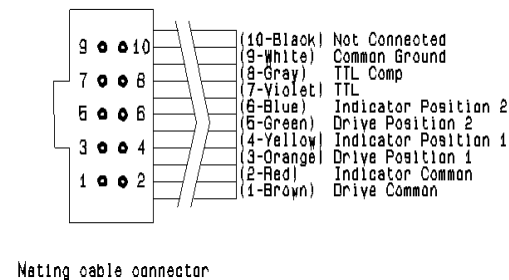 9 10
7 8
5 6
3 4
1 2
(10-Black) Not Connected
(9-White) Common Ground
(8-Gray) TTL Comp
(7-Violet) TTL
(6-Blue) Indicator Position 2
(5-Green) Drive Position 2
(4-Yellow) Indicator Position 1
(3-Orange) Drive Position 1
(2-Red) Indicator Common
(1-Brown) Drive Common
Mating cable connector